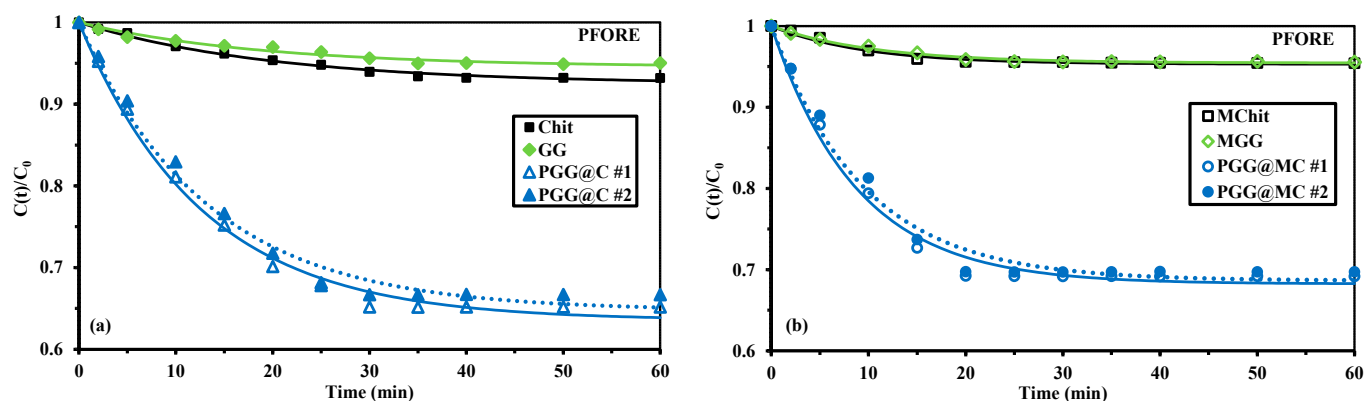 PFORE
1
0.9
0.8
0.7
0.6
C(t)/C0
Chit
GG
PGG@C #1
PGG@C #2
(a)
0 10 20 30 40 50 60
Time (min)
PFORE
1
0.9
0.8
0.7
0.6
C(t)/C0
MChit
MGG
PGG@MC #1
PGG@MC #2
(b)
0 10 20 30 40 50 60
Time (min)